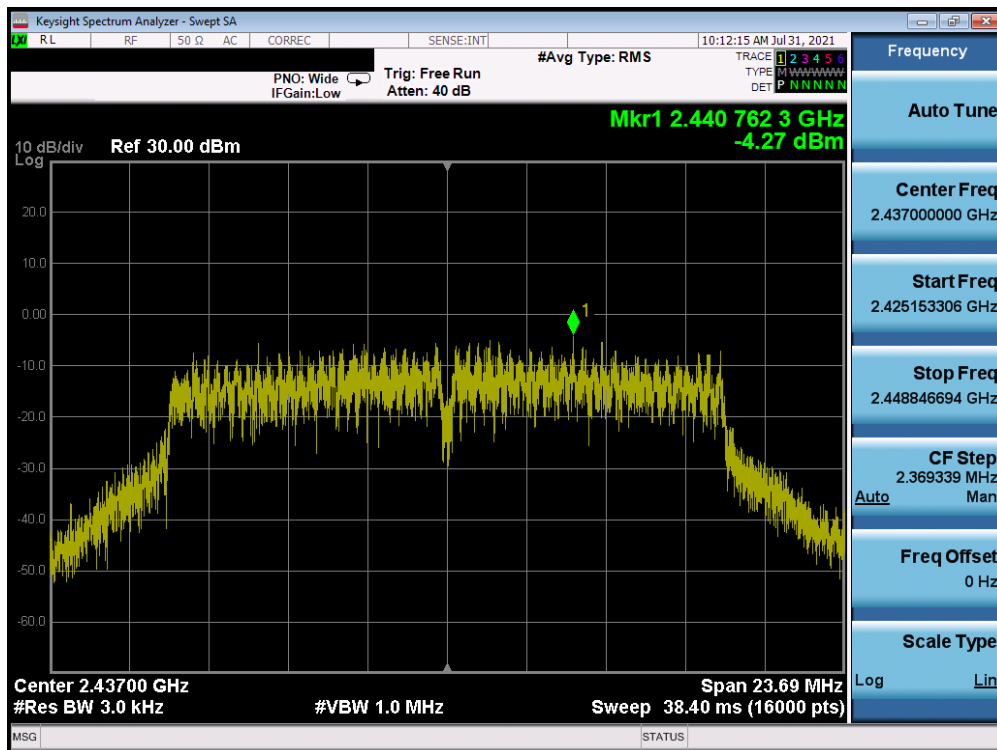 Keysight Spectrum Analyzer - Swept SA
LXI RL RF 50 Ω AC CORREC SENSE:INT 10:12:15 AM Jul 31, 2021
#Avg Type: RMS TRACE 1 2 3 4 5 6
PNO: Wide Trig: Free Run TYPE M WWWWW
IFGain:Low Atten: 40 dB DET P N N N N N
Mkr1 2.440 762 3 GHz
-4.27 dBm
10 dB/div Ref 30.00 dBm
Log
20.0
10.0
0.00
1
-10.0
-20.0
-30.0
-40.0
-50.0
-60.0
Center 2.43700 GHz Span 23.69 MHz
#Res BW 3.0 kHz #VBW 1.0 MHz Sweep 38.40 ms (16000 pts)
MSG STATUS
Frequency
Auto Tune
Center Freq
2.437000000 GHz
Start Freq
2.425153306 GHz
Stop Freq
2.448846694 GHz
CF Step
2.369339 MHz
Auto Man
Freq Offset
0 Hz
Scale Type
Log Lin